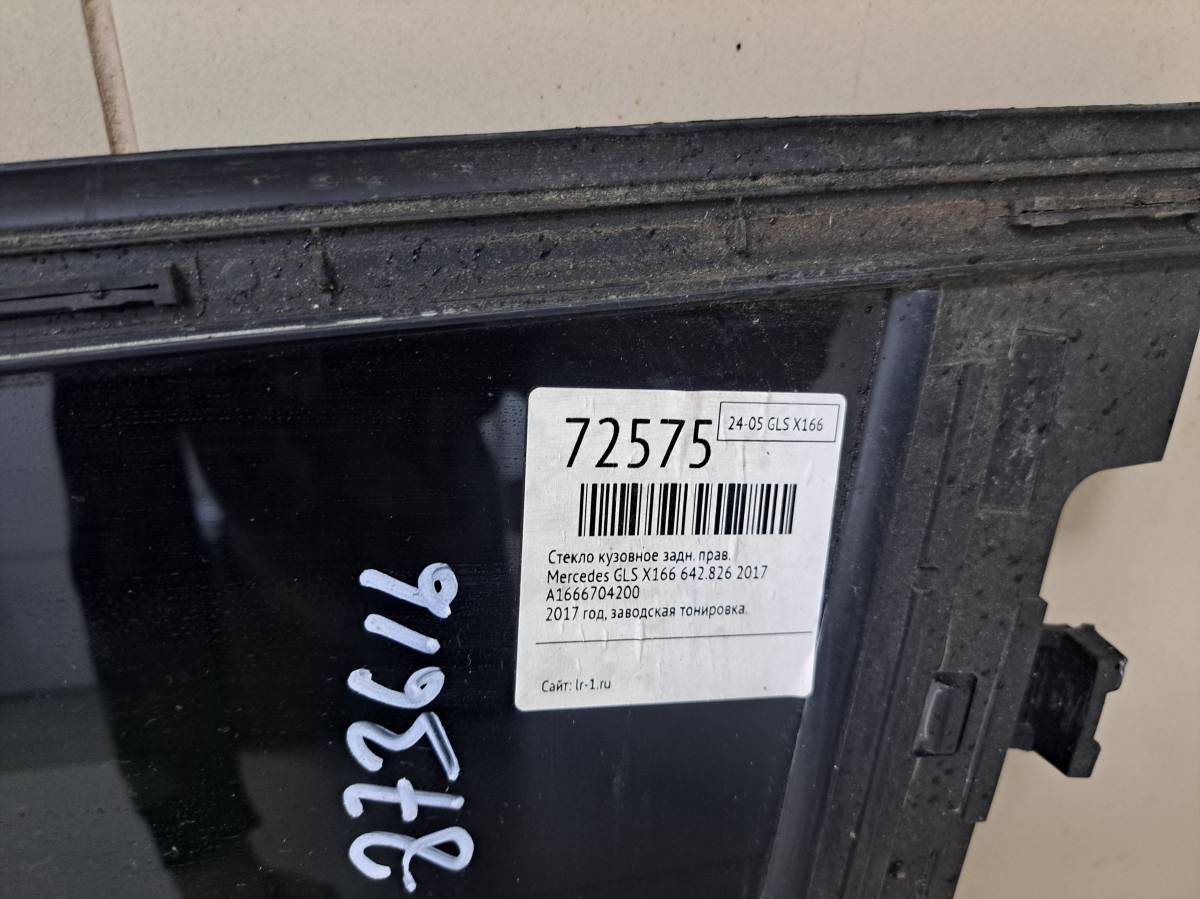 72575
24-05 GLS X166
Стекло кузовное задн. прав.
Mercedes GLS X166 642.826 2017
A1666704200
2017 год, заводская тонировка.
Сайт: lr-1.ru